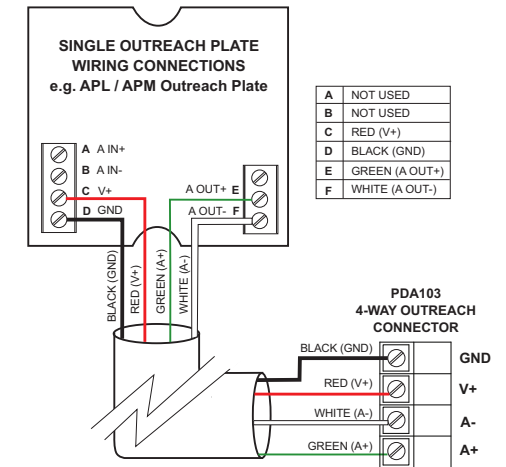 SINGLE OUTREACH PLATE
WIRING CONNECTIONS
e.g. APL / APM Outreach Plate
A A IN+
B A IN-
C V+
D GND
A OUT+ E
A OUT- F
A NOT USED
B NOT USED
C RED (V+)
D BLACK (GND)
E GREEN (A OUT+)
F WHITE (A OUT-)
BLACK (GND)
RED (V+)
GREEN (A+)
WHITE (A-)
PDA103
4-WAY OUTREACH
CONNECTOR
BLACK (GND) GND
RED (V+) V+
WHITE (A-) A-
GREEN (A+) A+